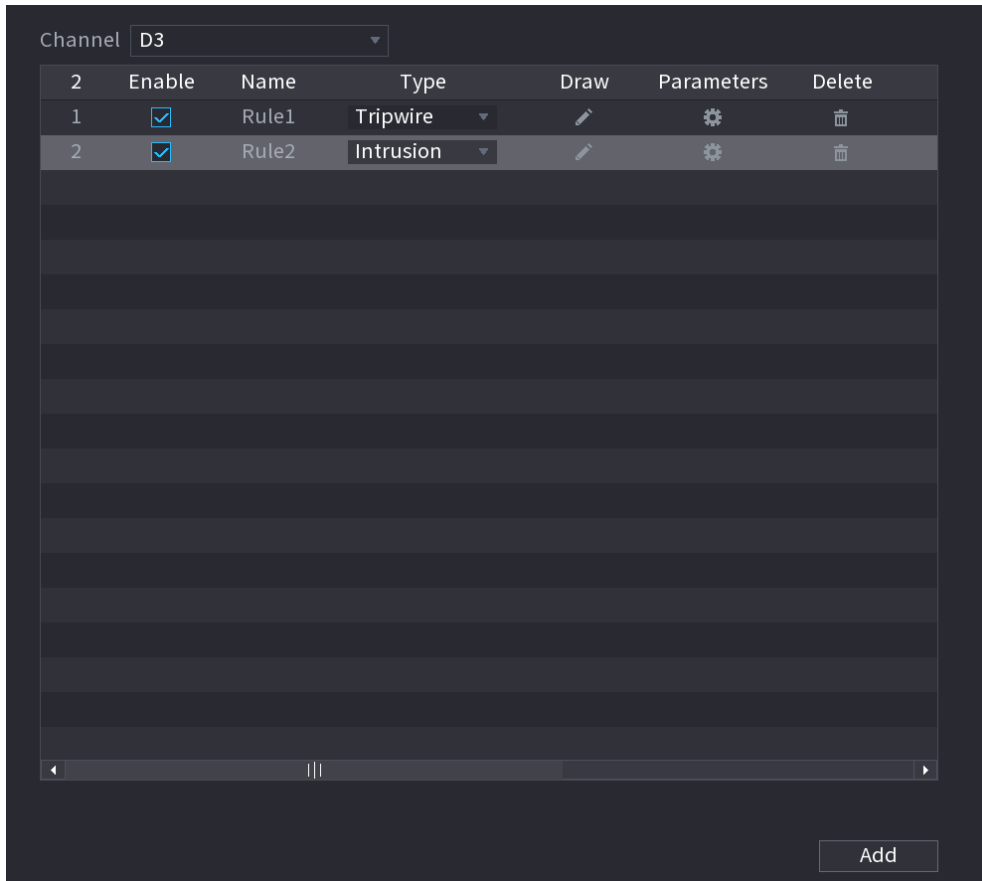 Channel D3
2 Enable Name Type Draw Parameters Delete
1 Rule1 Tripwire
2 Rule2 Intrusion
Add